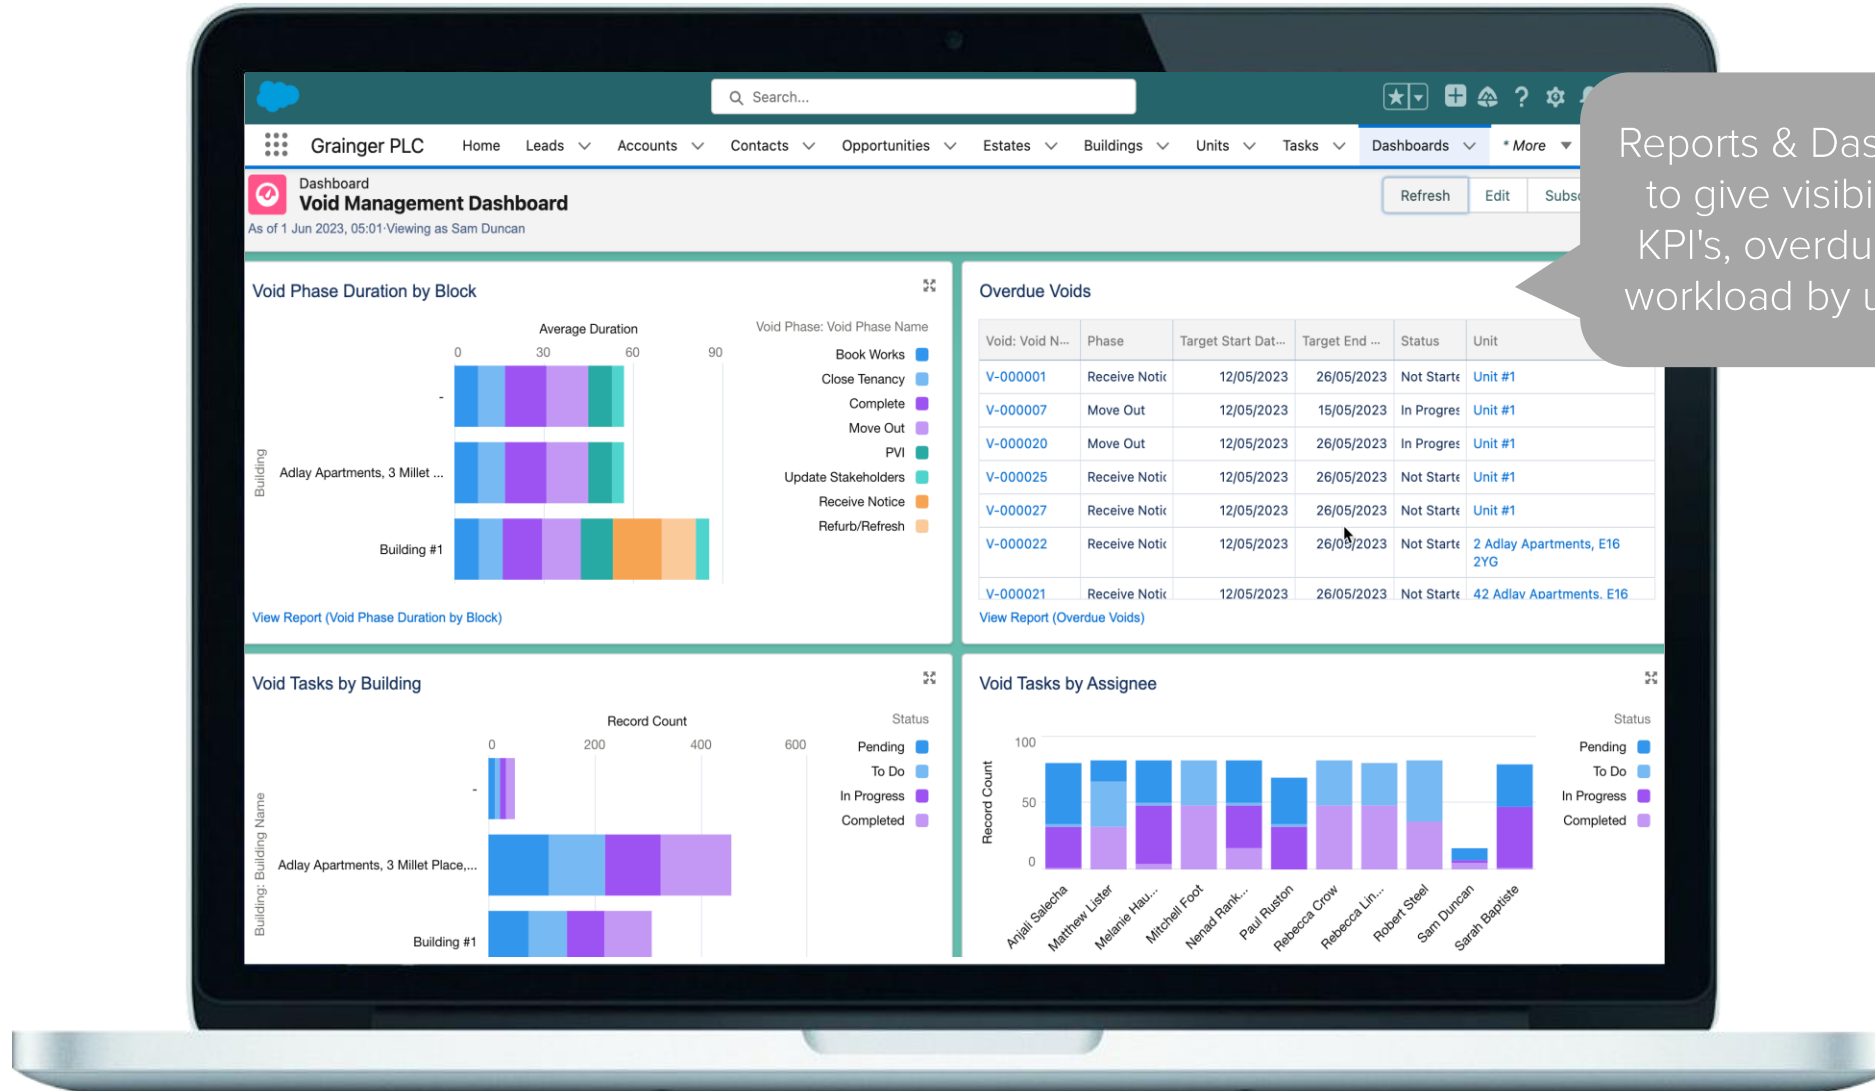 Search...
Grainger PLC Home Leads Accounts Contacts Opportunities Estates Buildings Units Tasks Dashboards * More
Dashboard
Void Management Dashboard
As of 1 Jun 2023, 05:01·Viewing as Sam Duncan
Refresh Edit
Reports &
to give
KPI's,
workload by
Void Phase Duration by Block
Average Duration
0 30 60 90
Building
-
Adlay Apartments, 3 Millet ...
Building #1
Void Phase: Void Phase Name
Book Works
Close Tenancy
Complete
Move Out
PVI
Update Stakeholders
Receive Notice
Refurb/Refresh
View Report (Void Phase Duration by Block)
Overdue Voids
Void: Void N... Phase Target Start Dat... Target End ... Status Unit
V-000001 Receive Notic 12/05/2023 26/05/2023 Not Starte Unit #1
V-000007 Move Out 12/05/2023 15/05/2023 In Progres Unit #1
V-000020 Move Out 12/05/2023 26/05/2023 In Progres Unit #1
V-000025 Receive Notic 12/05/2023 26/05/2023 Not Starte Unit #1
V-000027 Receive Notic 12/05/2023 26/05/2023 Not Starte Unit #1
V-000022 Receive Notic 12/05/2023 26/05/2023 Not Starte 2 Adlay Apartments, E16
2YG
V-000021 Receive Notic 12/05/2023 26/05/2023 Not Starte 42 Adlay Apartments, E16
View Report (Overdue Voids)
Void Tasks by Building
Record Count
0 200 400 600
Building: Building Name
-
Adlay Apartments, 3 Millet Place,...
Building #1
Status
Pending
To Do
In Progress
Completed
Void Tasks by Assignee
Record Count
100
50
0
Anjali Salecha
Matthew Lister
Melanie Hau...
Mitchell Foot
Nenad Rank...
Paul Ruston
Rebecca Crow
Rebecca Lin...
Robert Steel
Sam Duncan
Sarah Baptiste
Status
Pending
To Do
In Progress
Completed